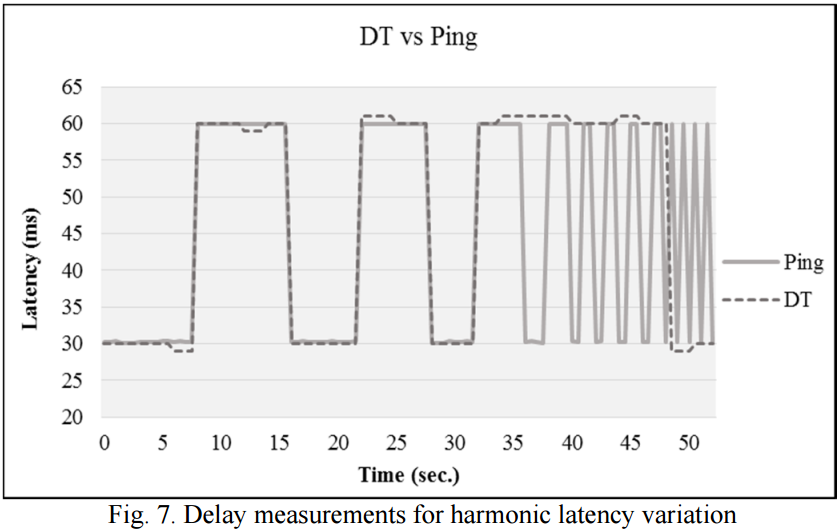 DT vs Ping
65
60
55
50
45
40
35
30
25
20
Latency (ms)
0 5 10 15 20 25 30 35 40 45 50
Time (sec.)
Ping
DT
Fig. 7. Delay measurements for harmonic latency variation